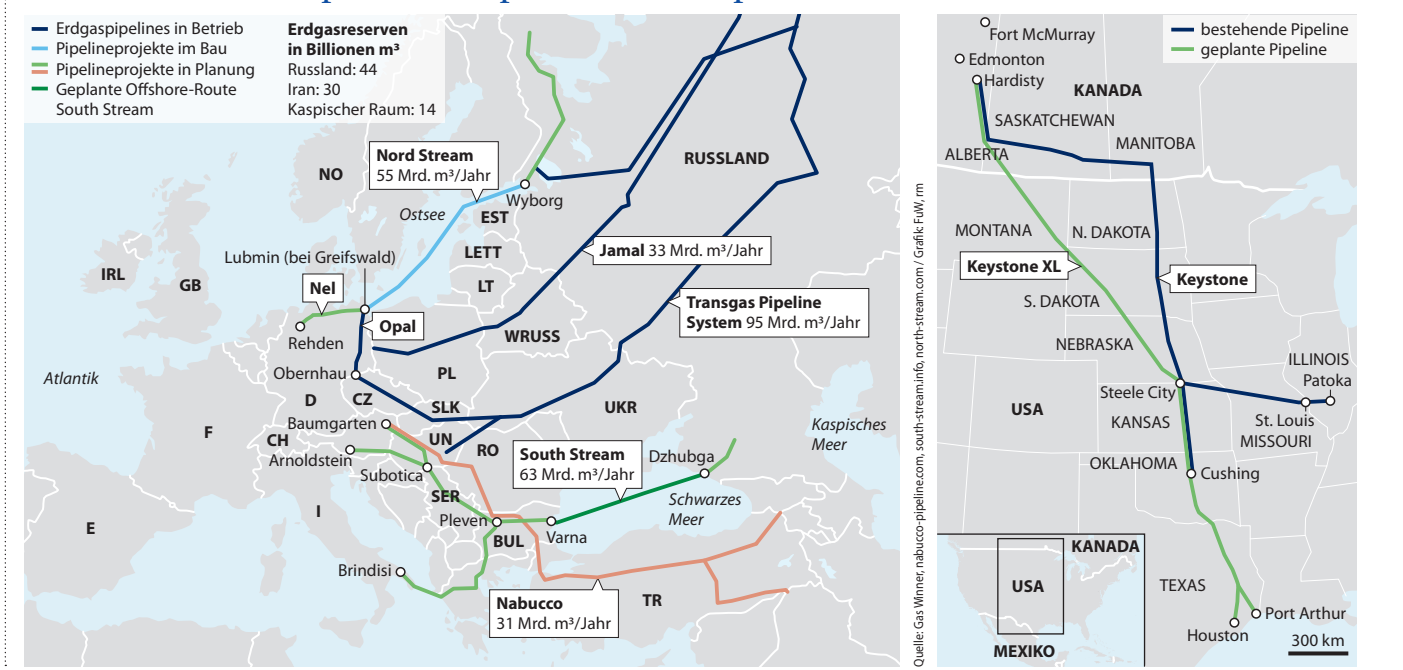 Erdgaspipelines in Betrieb
Pipelineprojekte im Bau
Pipelineprojekte in Planung
Geplante Offshore-Route
South Stream
Erdgasreserven
in Billionen m³
Russland: 44
Iran: 30
Kaspischer Raum: 14
RUSSLAND
NO
Nord Stream
55 Mrd. m³/Jahr
Wyborg
Ostsee
EST
Lubmin (bei Greifswald)
LETT
Jamal 33 Mrd. m³/Jahr
IRL
GB
Nel
LT
Transgas Pipeline
System 95 Mrd. m³/Jahr
Opal
Rehden
WRUSS
Atlantik
Obernhau
PL
D
CZ
SLK
UKR
Baumgarten
F
CH
UN
RO
Kaspisches
Meer
Arnoldstein
Subotica
South Stream
63 Mrd. m³/Jahr
Dzhubga
SER
Schwarzes
Meer
I
Pleven
E
BUL
Varna
Brindisi
Nabucco
31 Mrd. m³/Jahr
TR
Quelle: Gas Winner, nabucco-pipeline.com, south-stream.info, north-stream.com / Grafik: FuW, rm
bestehende Pipeline
geplante Pipeline
Fort McMurray
Edmonton
Hardisty
KANADA
SASKATCHEWAN
MANITOBA
ALBERTA
MONTANA
N. DAKOTA
Keystone XL
Keystone
S. DAKOTA
NEBRASKA
ILLINOIS
Patoka
Steele City
USA
KANSAS
St. Louis
MISSOURI
OKLAHOMA
Cushing
KANADA
USA
MEXIKO
TEXAS
Port Arthur
Houston
300 km